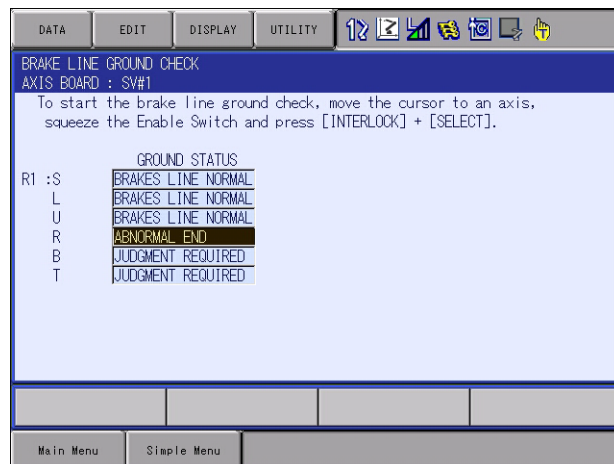 DATA EDIT DISPLAY UTILITY
BRAKE LINE GROUND CHECK
AXIS BOARD : SV#1
To start the brake line ground check, move the cursor to an axis,
squeeze the Enable Switch and press [INTERLOCK] + [SELECT].
GROUND STATUS
R1 :S BRAKES LINE NORMAL
L BRAKES LINE NORMAL
U BRAKES LINE NORMAL
R ABNORMAL END
B JUDGMENT REQUIRED
T JUDGMENT REQUIRED
Main Menu Simple Menu